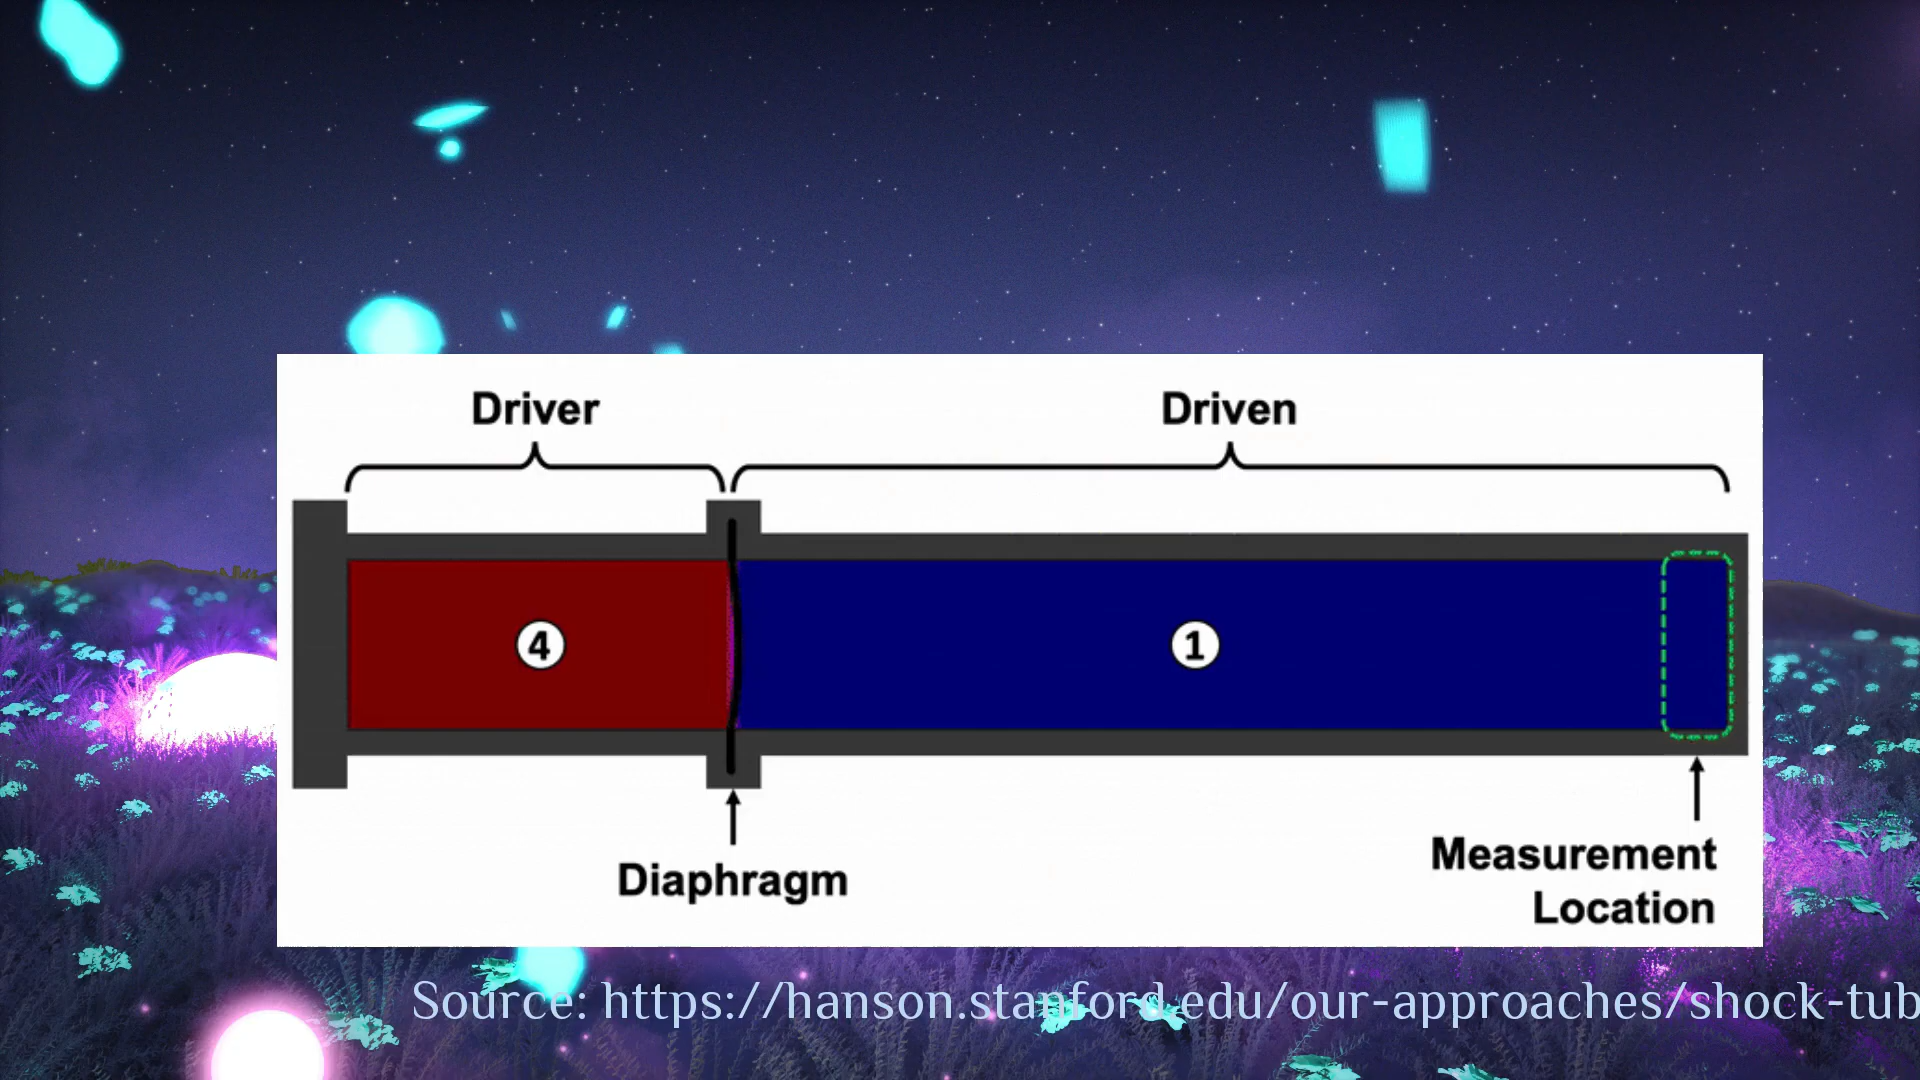 Driver
Driven
4
1
Diaphragm
Measurement
Location
Source: https://hanson.stanford.edu/our-approaches/shock-tub